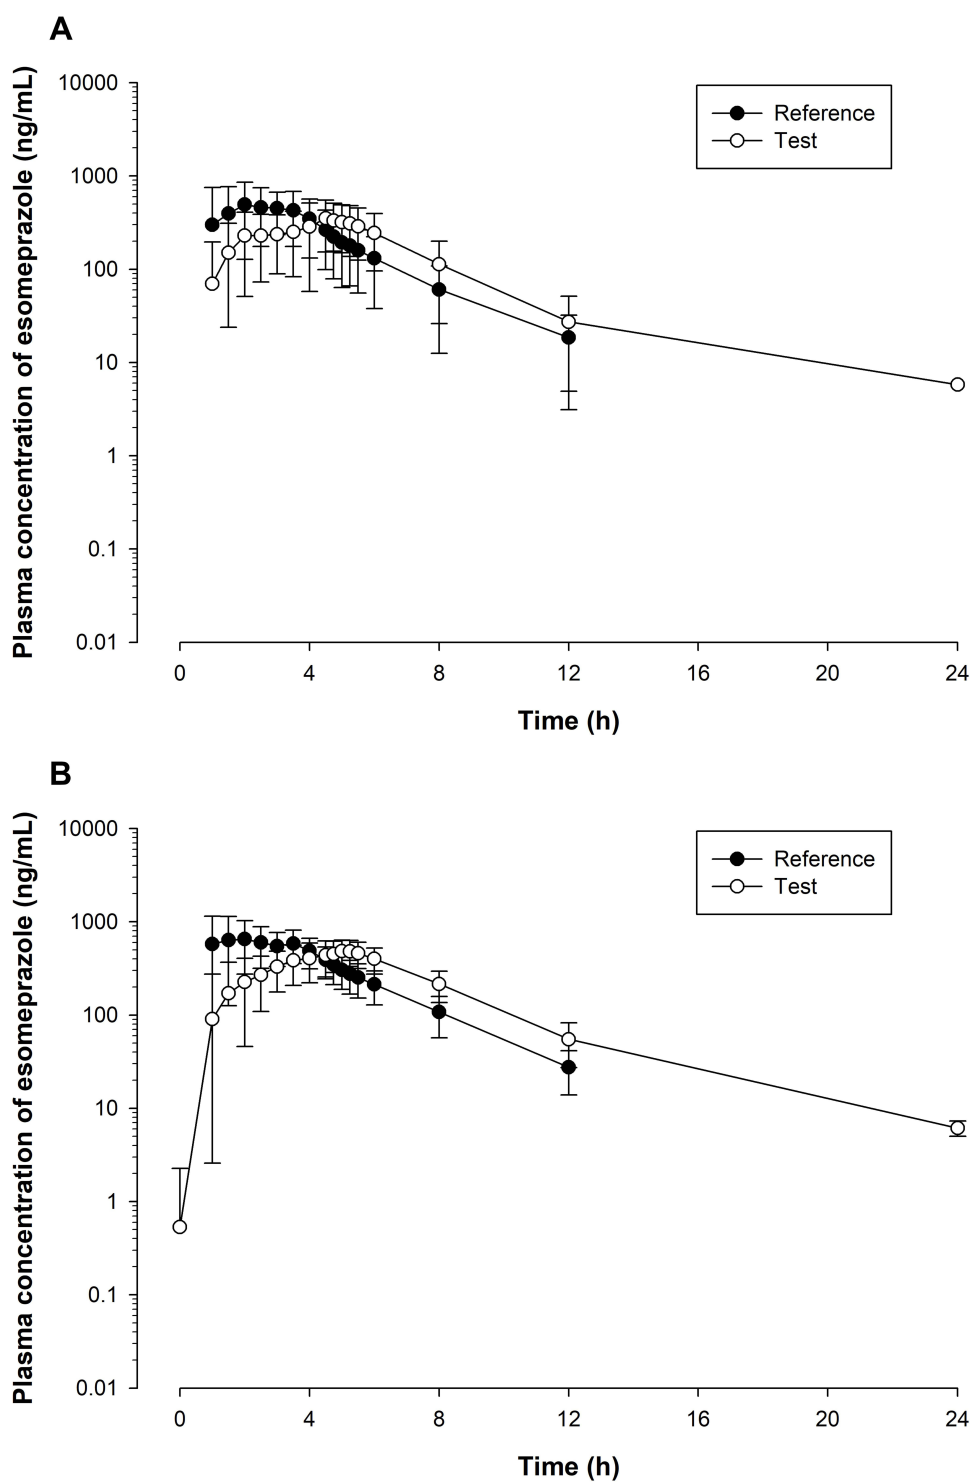 A
Plasma concentration of esomeprazole (ng/mL)
10000
1000
100
10
1
0.1
0.01
Reference
Test
0 4 8 12 16 20 24
Time (h)
B
Plasma concentration of esomeprazole (ng/mL)
10000
1000
100
10
1
0.1
0.01
Reference
Test
0 4 8 12 16 20 24
Time (h)